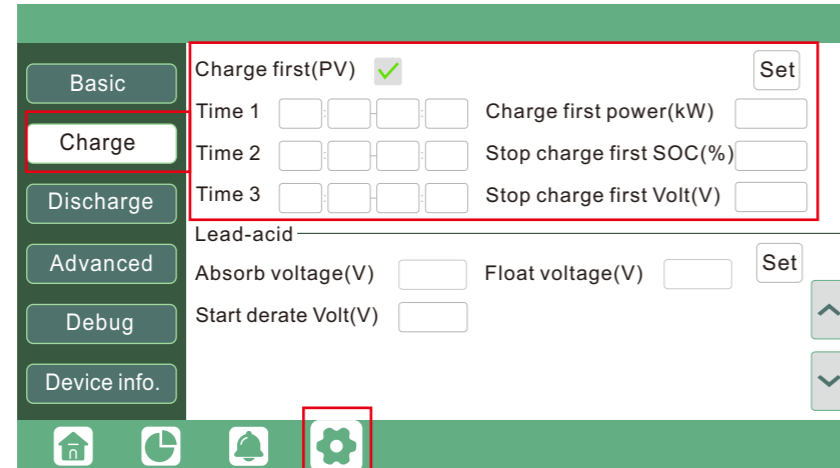 Basic
Charge
Discharge
Advanced
Debug
Device info.
Charge first(PV) Set
Time 1 : - : Charge first power(kW)
Time 2 : - : Stop charge first SOC(%)
Time 3 : - : Stop charge first Volt(V)
Lead-acid
Absorb voltage(V) Float voltage(V) Set
Start derate Volt(V)